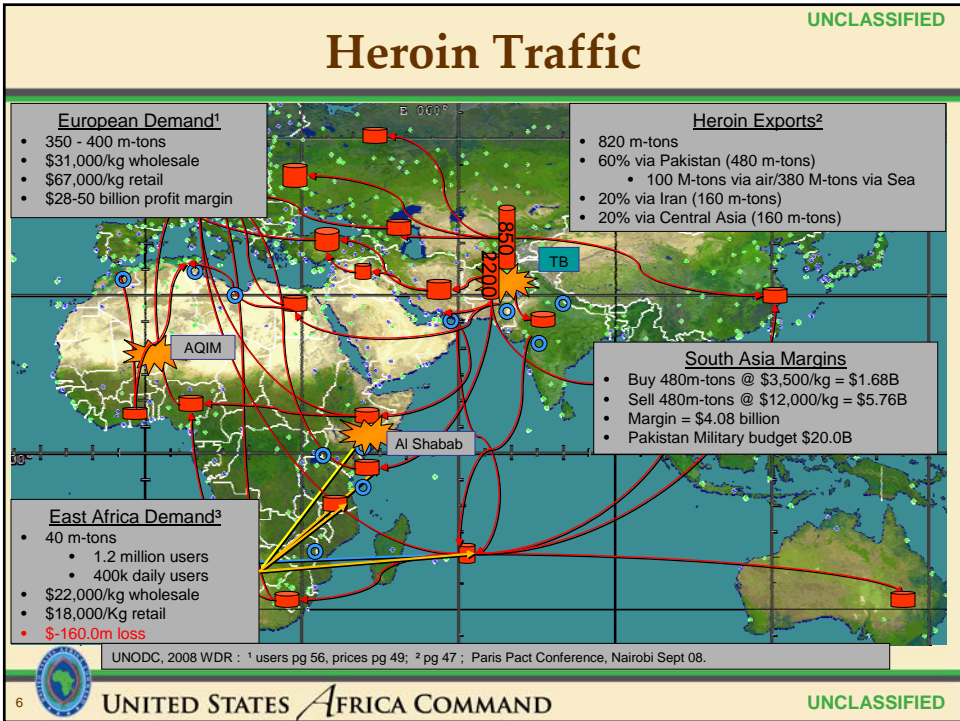 UNCLASSIFIED
Heroin Traffic
E 060°
European Demand¹
• 350 - 400 m-tons
• $31,000/kg wholesale
• $67,000/kg retail
• $28-50 billion profit margin
Heroin Exports²
• 820 m-tons
• 60% via Pakistan (480 m-tons)
• 100 M-tons via air/380 M-tons via Sea
• 20% via Iran (160 m-tons)
• 20% via Central Asia (160 m-tons)
850
2200
TB
AQIM
Al Shabab
South Asia Margins
• Buy 480m-tons @ $3,500/kg = $1.68B
• Sell 480m-tons @ $12,000/kg = $5.76B
• Margin = $4.08 billion
• Pakistan Military budget $20.0B
East Africa Demand³
• 40 m-tons
• 1.2 million users
• 400k daily users
• $22,000/kg wholesale
• $18,000/Kg retail
• $-160.0m loss
UNODC, 2008 WDR : ¹ users pg 56, prices pg 49; ² pg 47 ; Paris Pact Conference, Nairobi Sept 08.
6
UNITED STATES AFRICA COMMAND
UNCLASSIFIED